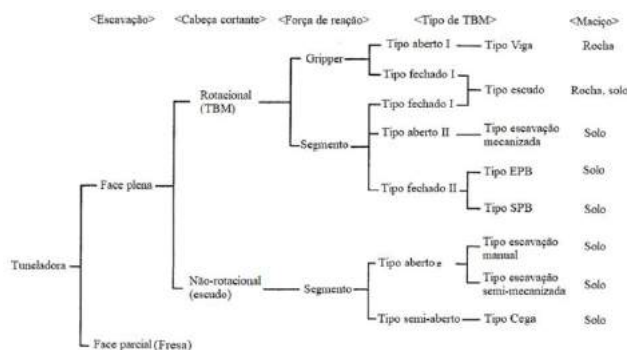 <Escavação> <Cabeça cortante> <Força de reação> <Tipo de TBM> <Maciço>
Tipo aberto I Tipo Viga Rocha
Gripper
Tipo fechado I
Rotacional
(TBM)
Tipo escudo Rocha, solo
Tipo fechado I
Segmento
Tipo aberto II Tipo escavação
mecanizada Solo
Tipo EPB Solo
Face plena
Tipo fechado II
Tipo SPB Solo
Tipo escavação
manual Solo
Tuneladora
Tipo aberto
Não-rotacional
(escudo)
Segmento
Tipo escavação
semi-mecanizada Solo
Tipo semi-aberto Tipo Cega Solo
Face parcial (Fresa)